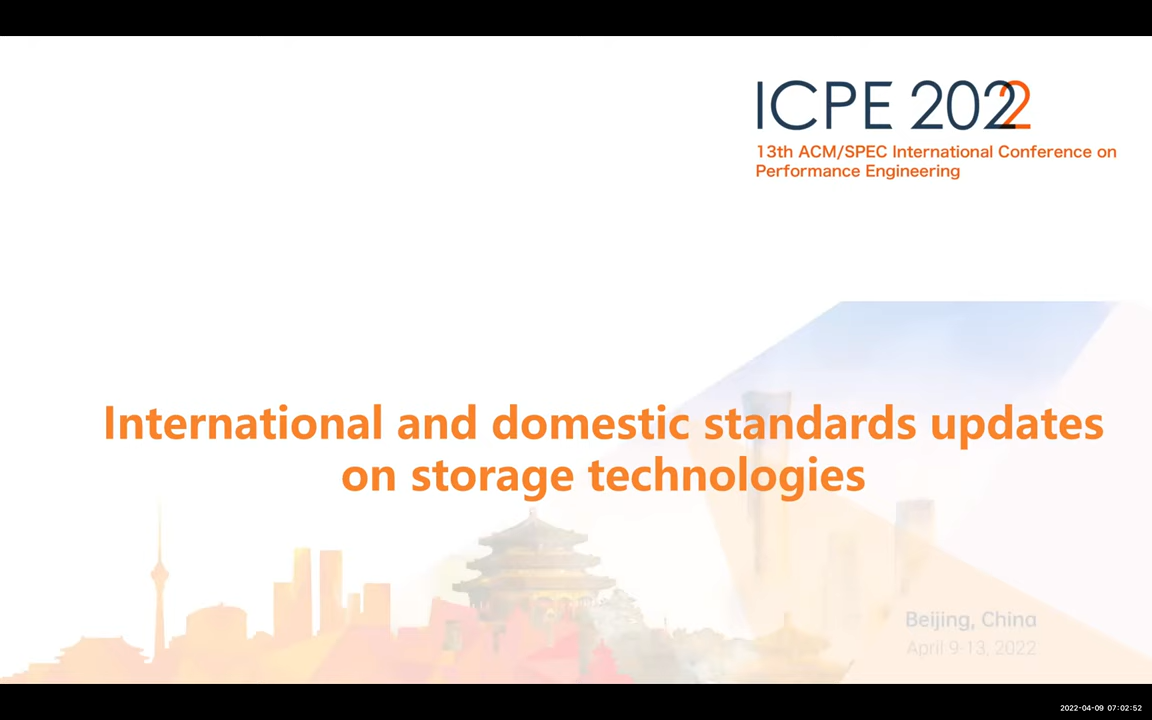 ICPE 2022
13th ACM/SPEC International Conference on
Performance Engineering
International and domestic standards updates
on storage technologies
Beijing, China
April 9-13, 2022
2022-04-09 07:02:52